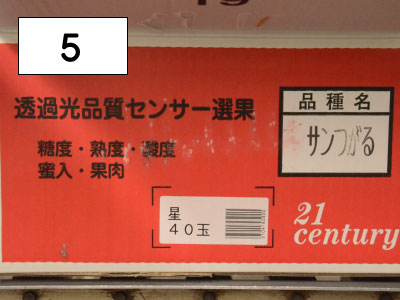 5
透過光品質センサー選果
糖度・熟度・酸度
蜜入・果肉
品種名
サンつがる
星
40玉
21
century